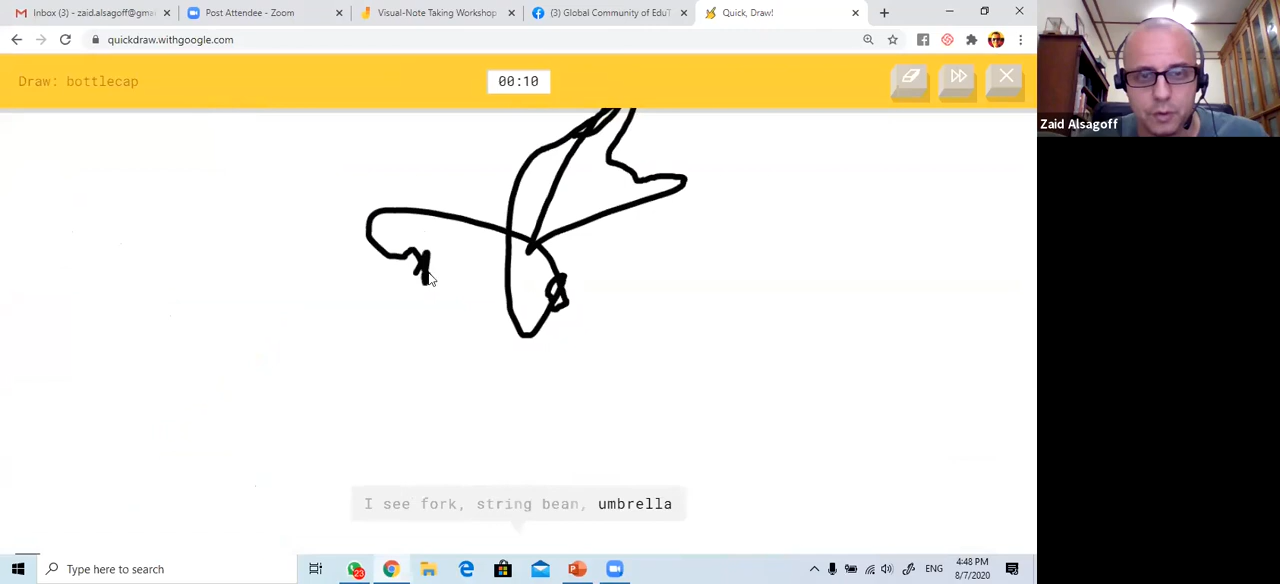 Inbox (3) - zaid.alsagoff@gma
Post Attendee - Zoom
Visual-Note Taking Workshop
(3) Global Community of EduT
Quick, Draw!
quickdraw.withgoogle.com
Draw: bottlecap
00:10
Zaid Alsagoff
I see fork, string bean, umbrella
Type here to search
23
ENG
4:48 PM
8/7/2020